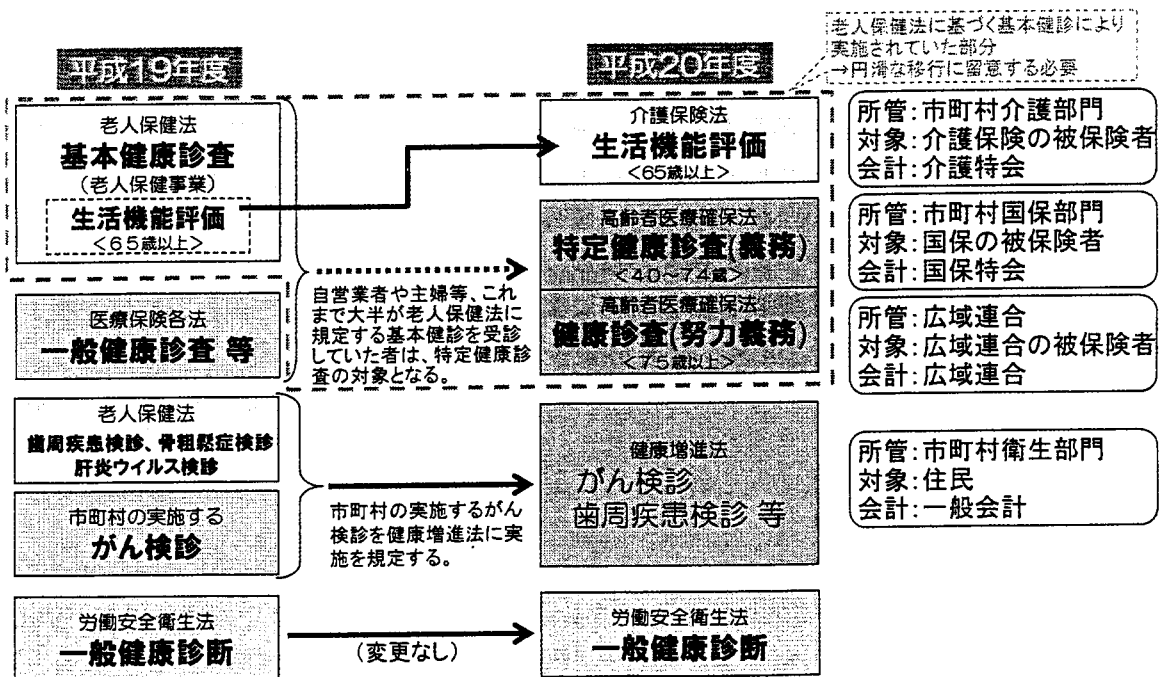 老人保健法に基づく基本健診により
実施されていた部分
→円滑な移行に留意する必要
平成19年度
平成20年度
老人保健法
基本健康診査
(老人保健事業)
生活機能評価
<65歳以上>
医療保険各法
一般健康診査 等
自営業者や主婦等、これ
まで大半が老人保健法に
規定する基本健診を受診
していた者は、特定健康診
査の対象となる。
介護保険法
生活機能評価
<65歳以上>
高齢者医療確保法
特定健康診査(義務)
<40～74歳>
高齢者医療確保法
健康診査(努力義務)
<75歳以上>
所管:市町村介護部門
対象:介護保険の被保険者
会計:介護特会
所管:市町村国保部門
対象:国保の被保険者
会計:国保特会
所管:広域連合
対象:広域連合の被保険者
会計:広域連合
老人保健法
歯周疾患検診、骨粗鬆症検診
肝炎ウイルス検診
市町村の実施する
がん検診
市町村の実施するがん
検診を健康増進法に実
施を規定する。
健康増進法
がん検診
歯周疾患検診 等
所管:市町村衛生部門
対象:住民
会計:一般会計
労働安全衛生法
一般健康診断
(変更なし)
労働安全衛生法
一般健康診断